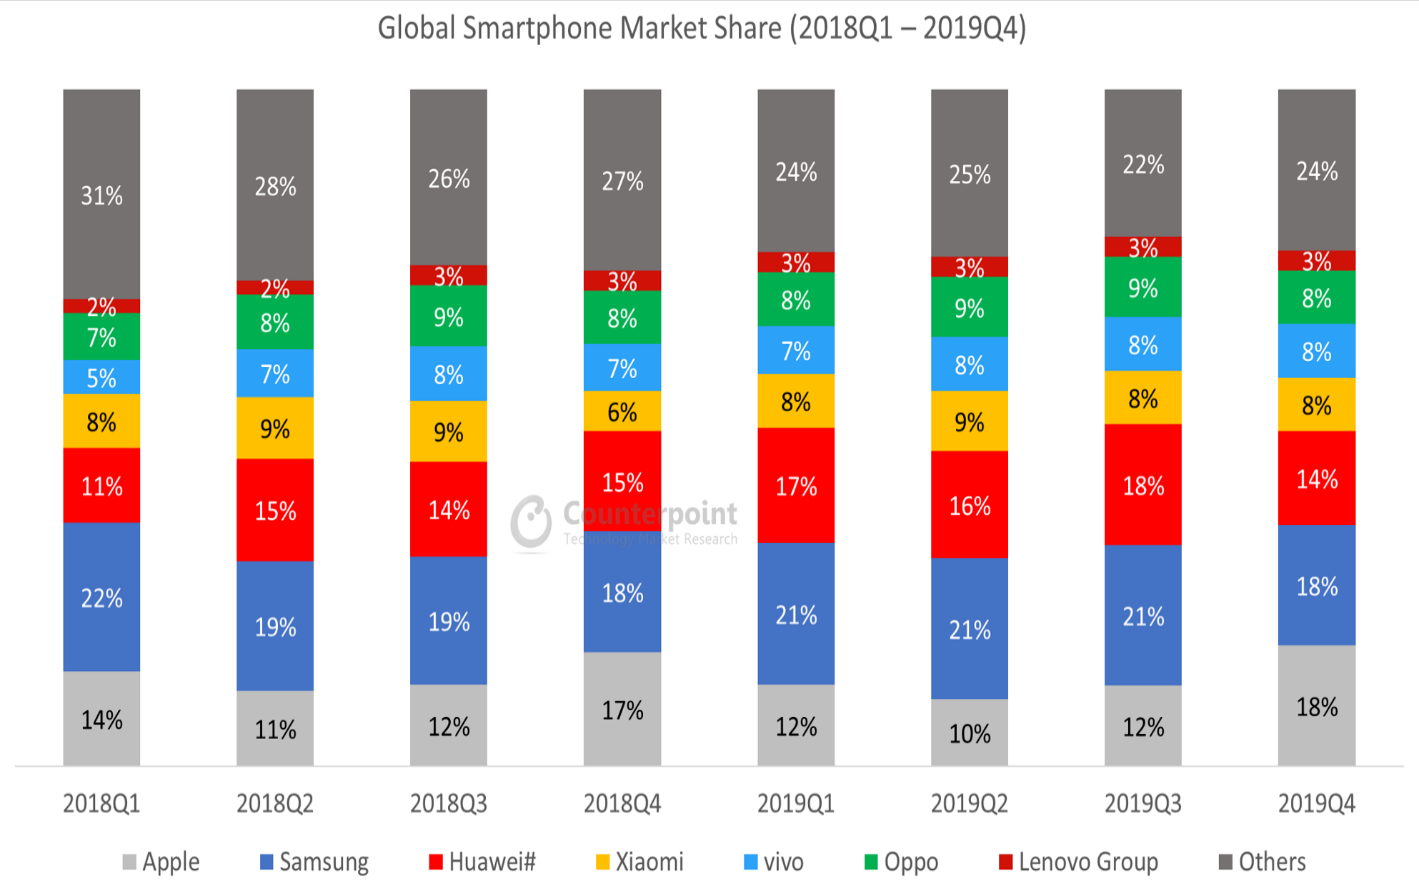 Global Smartphone Market Share (2018Q1 – 2019Q4)
31% 28% 26% 27% 24% 25% 22% 24%
2% 2% 3% 3% 3% 3% 3% 3%
7% 8% 9% 8% 8% 9% 9% 8%
5% 7% 8% 7% 7% 8% 8% 8%
8% 9% 9% 6% 8% 9% 8% 8%
11% 15% 14% 15% 17% 16% 18% 14%
Counterpoint
Technology Market Research
22% 19% 19% 18% 21% 21% 21% 18%
14% 11% 12% 17% 12% 10% 12% 18%
2018Q1 2018Q2 2018Q3 2018Q4 2019Q1 2019Q2 2019Q3 2019Q4
Apple Samsung Huawei# Xiaomi vivo Oppo Lenovo Group Others